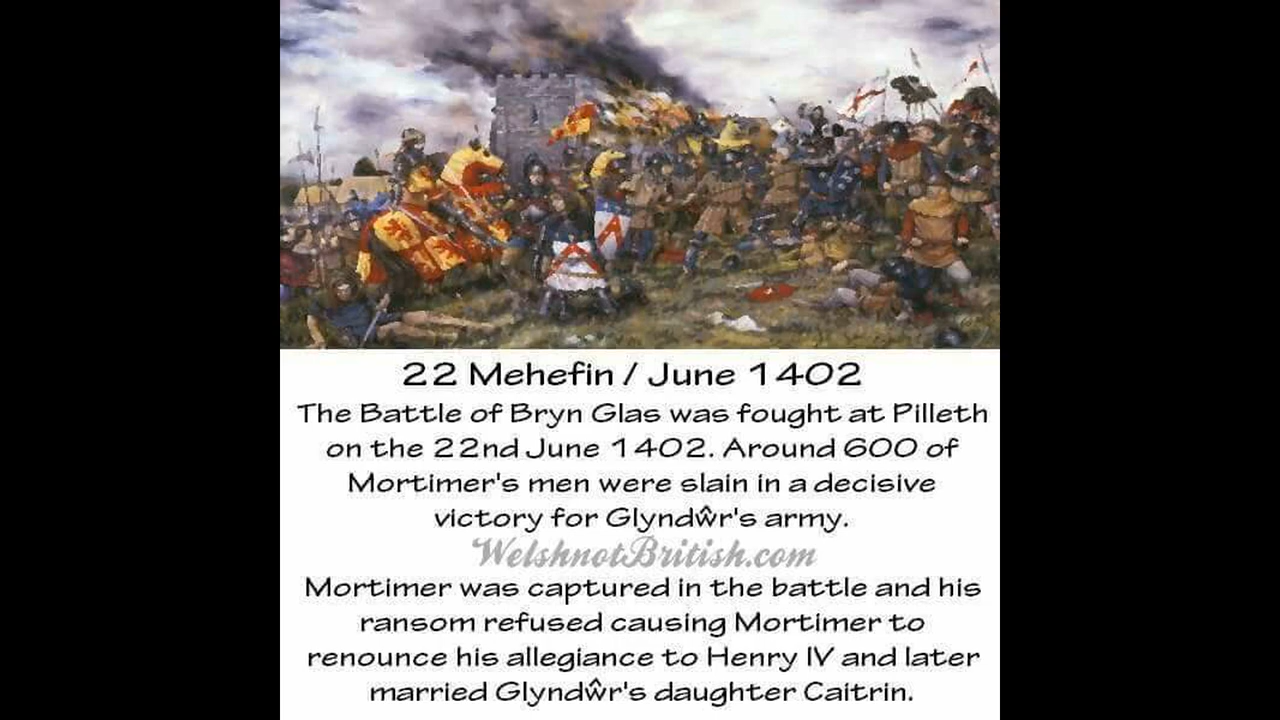 22 Mehefin / June 1402
The Battle of Bryn Glas was fought at Pilleth
on the 22nd June 1402. Around 600 of
Mortimer's men were slain in a decisive
victory for Glyndŵr's army.
WelshnotBritish.com
Mortimer was captured in the battle and his
ransom refused causing Mortimer to
renounce his allegiance to Henry IV and later
married Glyndŵr's daughter Caitrin.